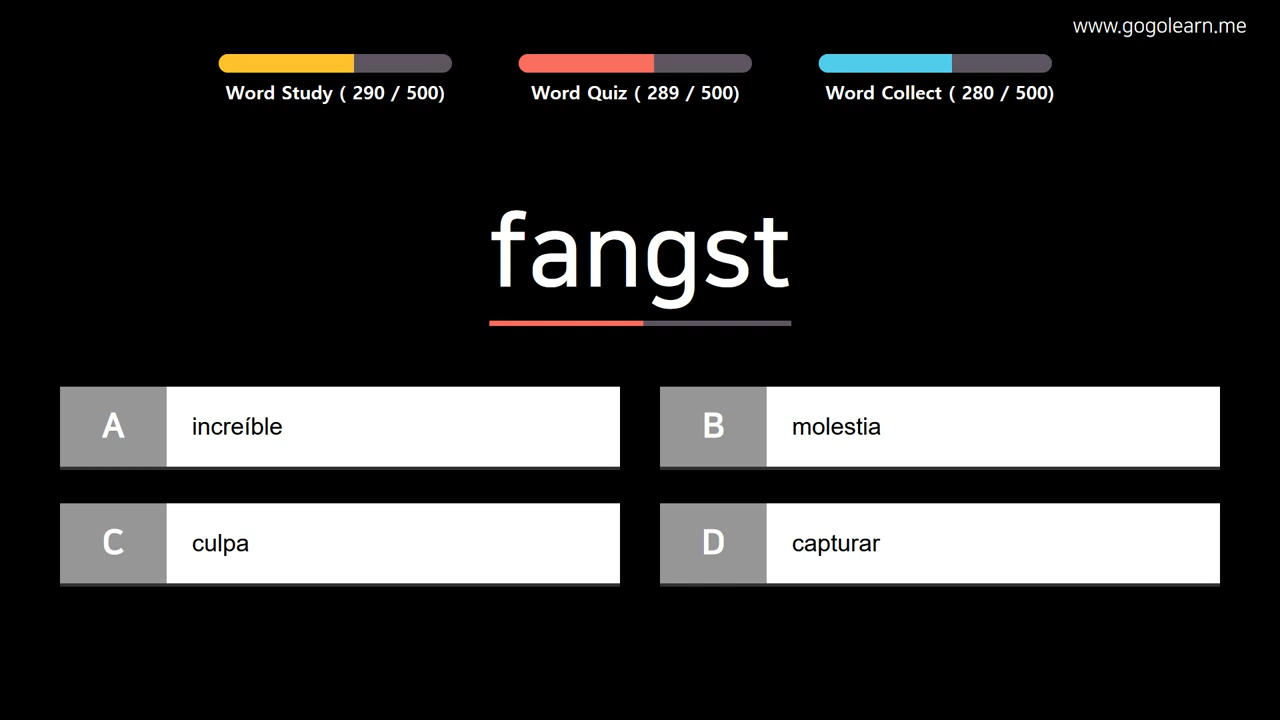 www.gogolearn.me
Word Study ( 290 / 500)
Word Quiz ( 289 / 500)
Word Collect ( 280 / 500)
fangst
A increíble
B molestia
C culpa
D capturar